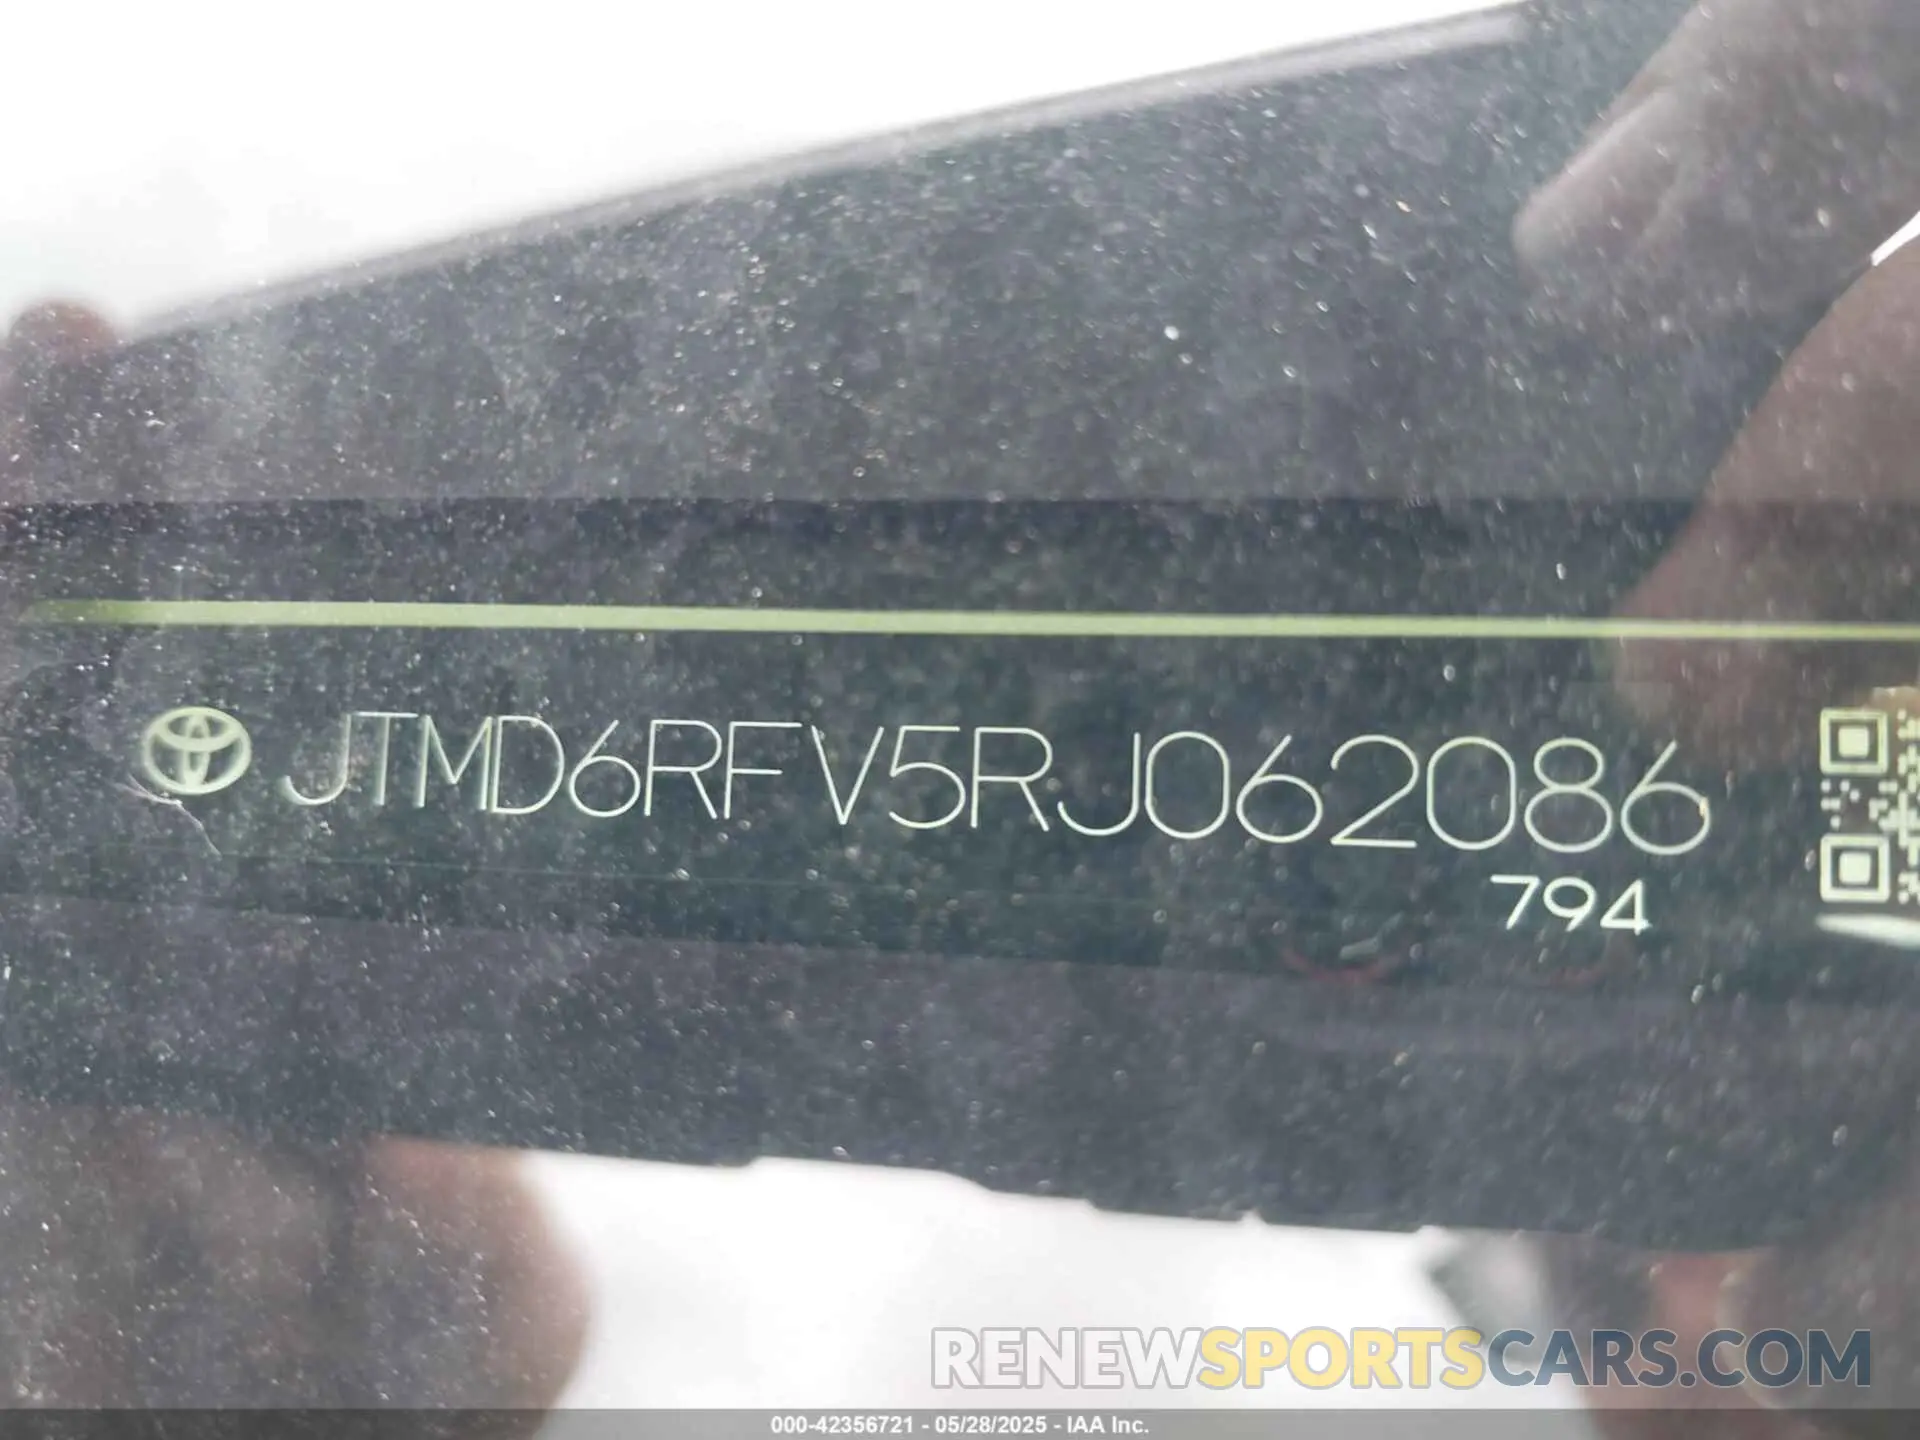 JTMD6RFV5RJ062086
794
RENEWSPORTSCARS.COM
000-42356721 - 05/28/2025 - IAA Inc.